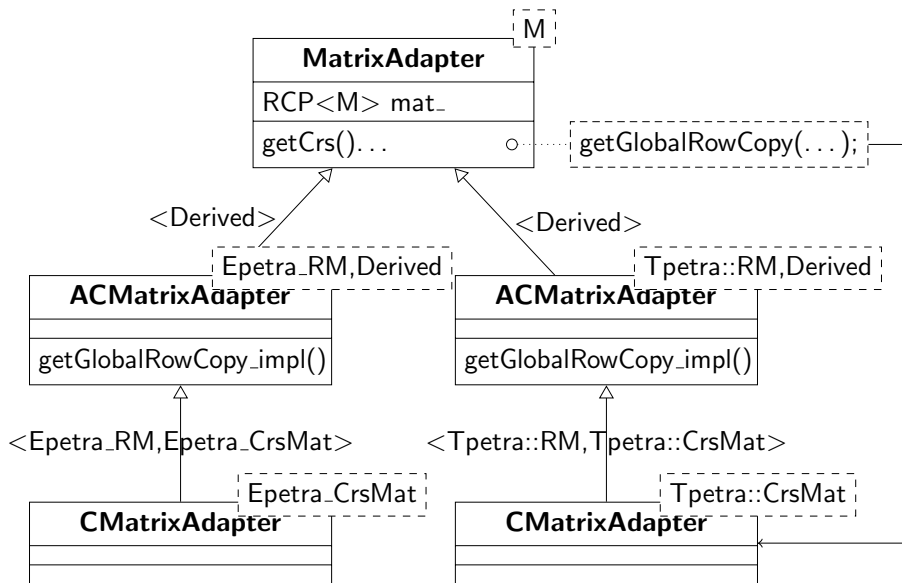 M
MatrixAdapter
RCP<M> mat_
getCrs()...
getGlobalRowCopy(...);
<Derived>
<Derived>
Epetra_RM,Derived
Tpetra::RM,Derived
ACMatrixAdapter
ACMatrixAdapter
getGlobalRowCopy_impl()
getGlobalRowCopy_impl()
<Epetra_RM,Epetra_CrsMat>
<Tpetra::RM,Tpetra::CrsMat>
Epetra_CrsMat
Tpetra::CrsMat
CMatrixAdapter
CMatrixAdapter